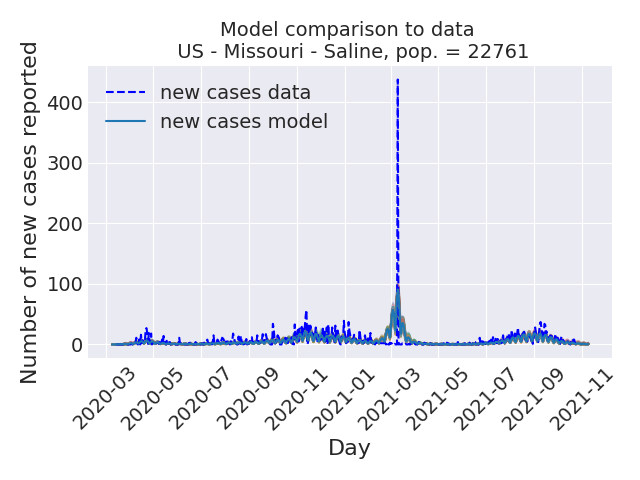 Model comparison to data
US - Missouri - Saline, pop. = 22761
Number of new cases reported
400
300
200
100
0
new cases data
new cases model
2020-03
2020-05
2020-07
2020-09
2020-11
2021-01
2021-03
2021-05
2021-07
2021-09
2021-11
Day